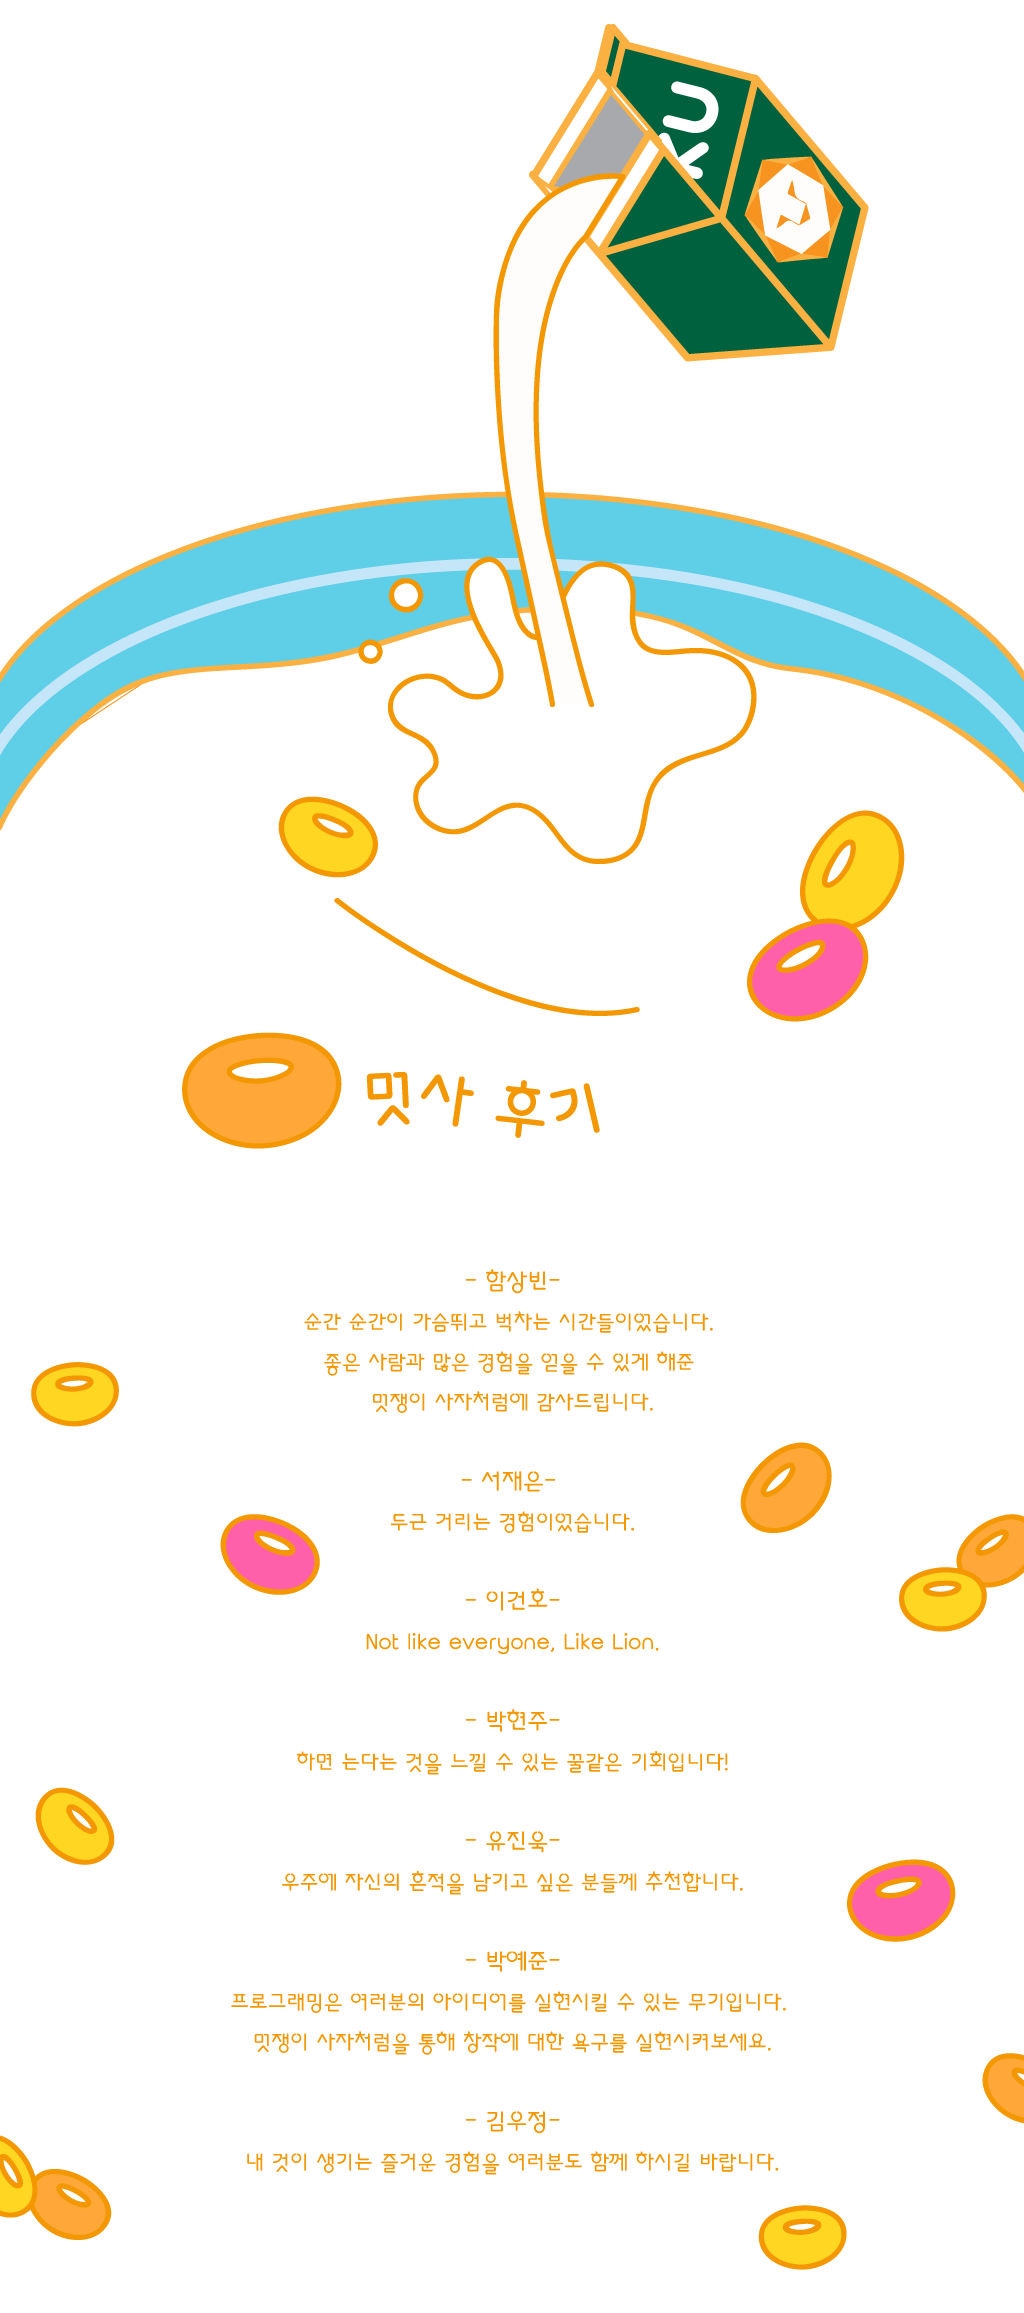 KU
멋사 후기
- 함상빈-
순간 순간이 가슴뛰고 벅차는 시간들이었습니다.
좋은 사람과 많은 경험을 얻을 수 있게 해준
멋쟁이 사자처럼에 감사드립니다.
- 서재은-
두근 거리는 경험이었습니다.
- 이건호-
Not like everyone, Like Lion.
- 박현주-
하면 는다는 것을 느낄 수 있는 꿀같은 기회입니다!
- 유진욱-
우주에 자신의 흔적을 남기고 싶은 분들께 추천합니다.
- 박예준-
프로그래밍은 여러분의 아이디어를 실현시킬 수 있는 무기입니다.
멋쟁이 사자처럼을 통해 창작에 대한 욕구를 실현시켜보세요.
- 김우정-
내 것이 생기는 즐거운 경험을 여러분도 함께 하시길 바랍니다.